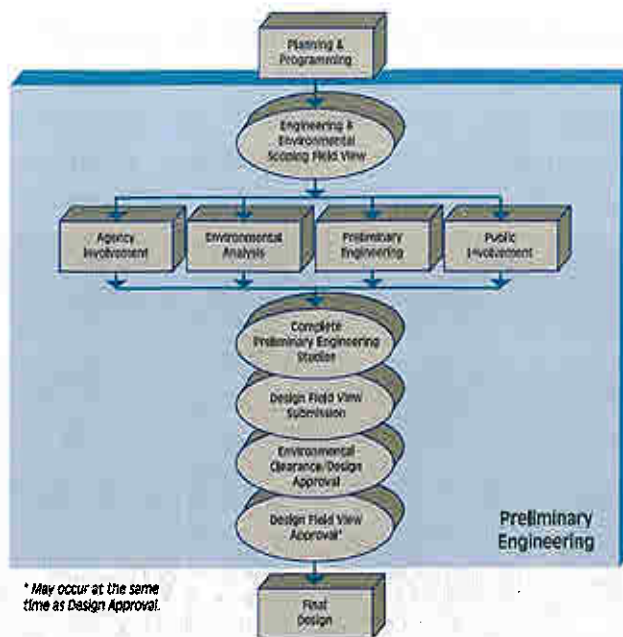 Planning &
Programming
Engineering &
Environmental
Scoping Field View
Agency
Involvement
Environmental
Analysis
Preliminary
Engineering
Public
Involvement
Complete
Preliminary Engineering
Studies
Design Field View
Submission
Environmental
Clearance/Design
Approval
Design Field View
Approval*
Preliminary
Engineering
* May occur at the same
time as Design Approval.
Final
Design